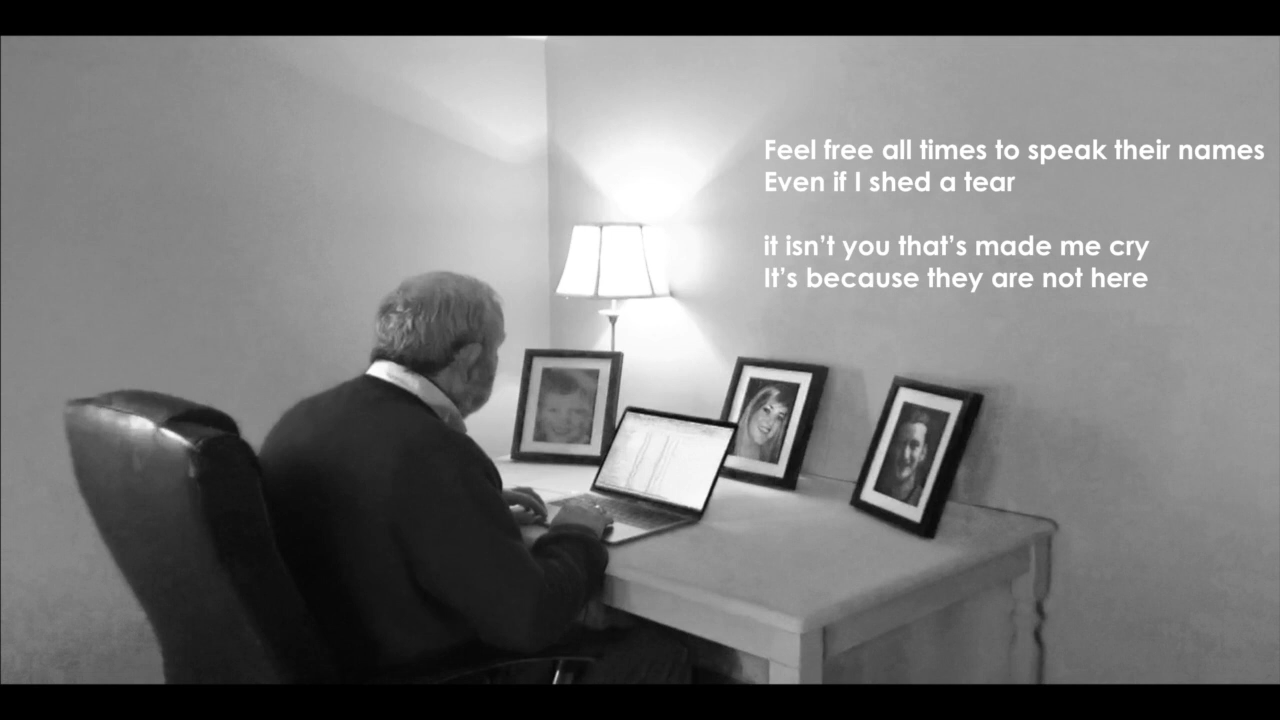 Feel free all times to speak their names
Even if I shed a tear
it isn't you that's made me cry
It's because they are not here